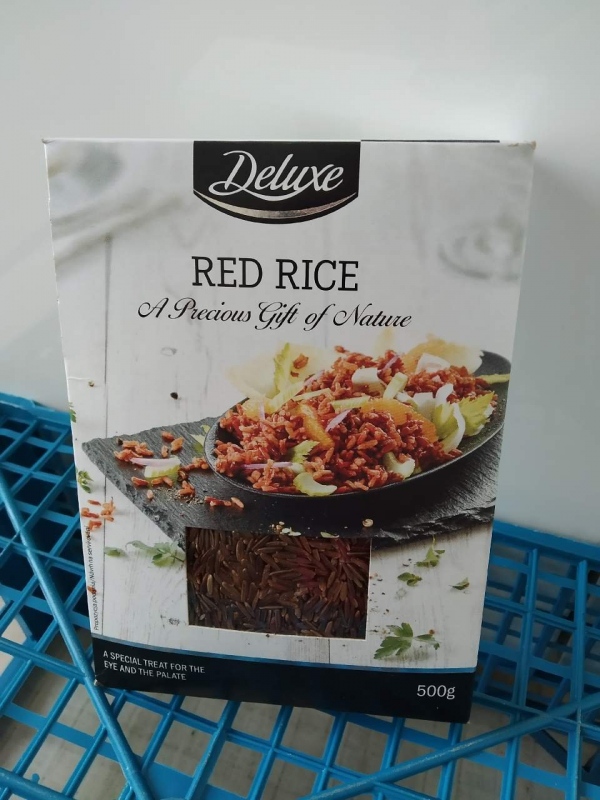 Deluxe
RED RICE
A Precious Gift of Nature
A SPECIAL TREAT FOR THE
EYE AND THE PALATE
500g